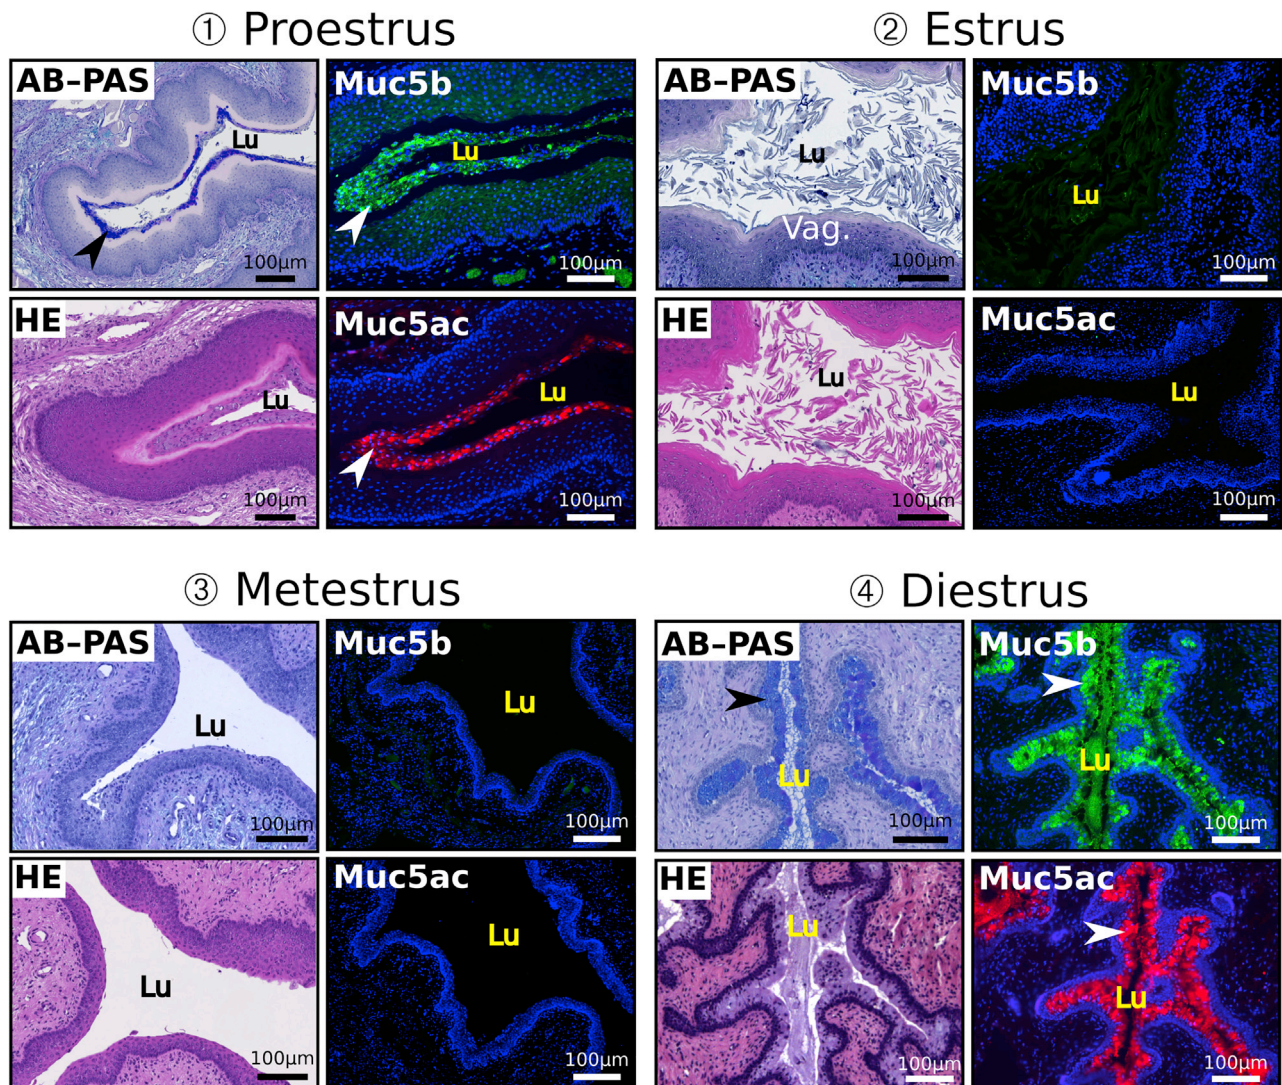 ① Proestrus
AB–PAS
Lu
100µm
Muc5b
Lu
100µm
HE
Lu
100µm
Muc5ac
Lu
100µm
② Estrus
AB–PAS
Lu
Vag.
100µm
Muc5b
Lu
100µm
HE
Lu
100µm
Muc5ac
Lu
100µm
③ Metestrus
AB–PAS
Lu
100µm
Muc5b
Lu
100µm
HE
Lu
100µm
Muc5ac
Lu
100µm
④ Diestrus
AB–PAS
Lu
100µm
Muc5b
Lu
100µm
HE
Lu
100µm
Muc5ac
Lu
100µm